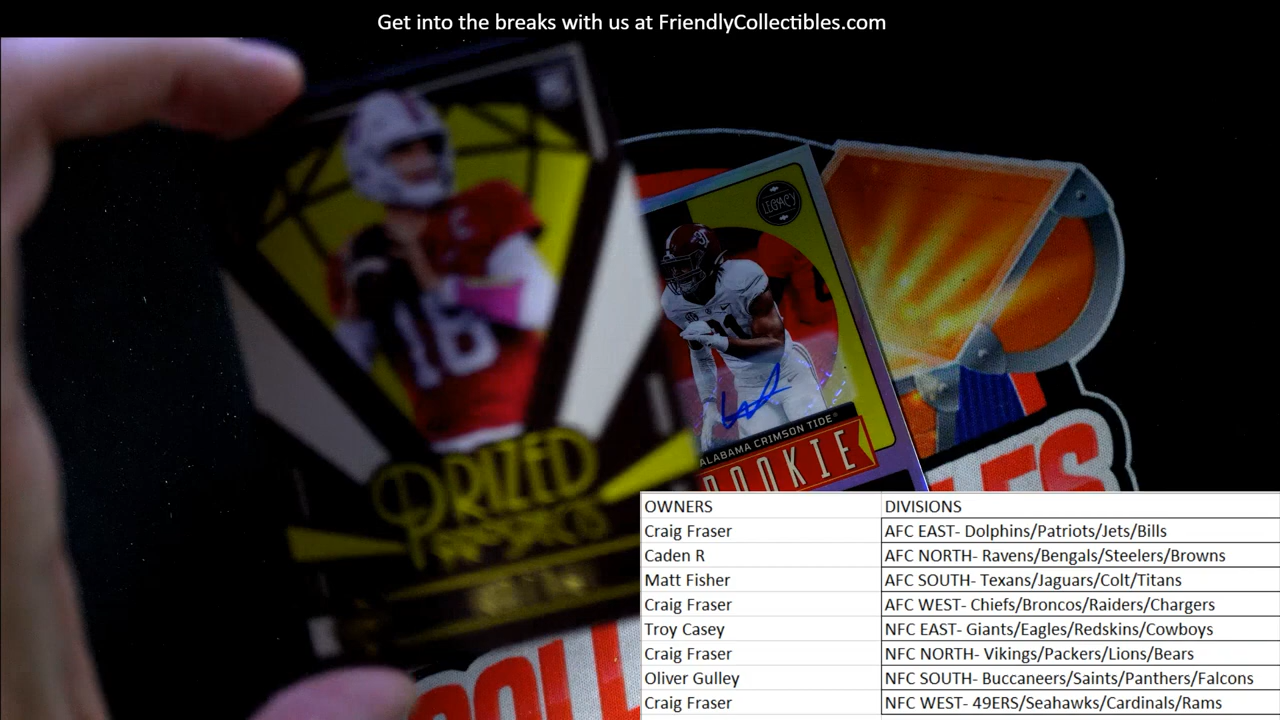 Get into the breaks with us at FriendlyCollectibles.com
RC
LEGACY
C
16
PRIZED
PROSPECTS
ALABAMA CRIMSON TIDE
ROOKIE
OWNERS DIVISIONS
Craig Fraser AFC EAST- Dolphins/Patriots/Jets/Bills
Caden R AFC NORTH- Ravens/Bengals/Steelers/Browns
Matt Fisher AFC SOUTH- Texans/Jaguars/Colt/Titans
Craig Fraser AFC WEST- Chiefs/Broncos/Raiders/Chargers
Troy Casey NFC EAST- Giants/Eagles/Redskins/Cowboys
Craig Fraser NFC NORTH- Vikings/Packers/Lions/Bears
Oliver Gulley NFC SOUTH- Buccaneers/Saints/Panthers/Falcons
Craig Fraser NFC WEST- 49ERS/Seahawks/Cardinals/Rams